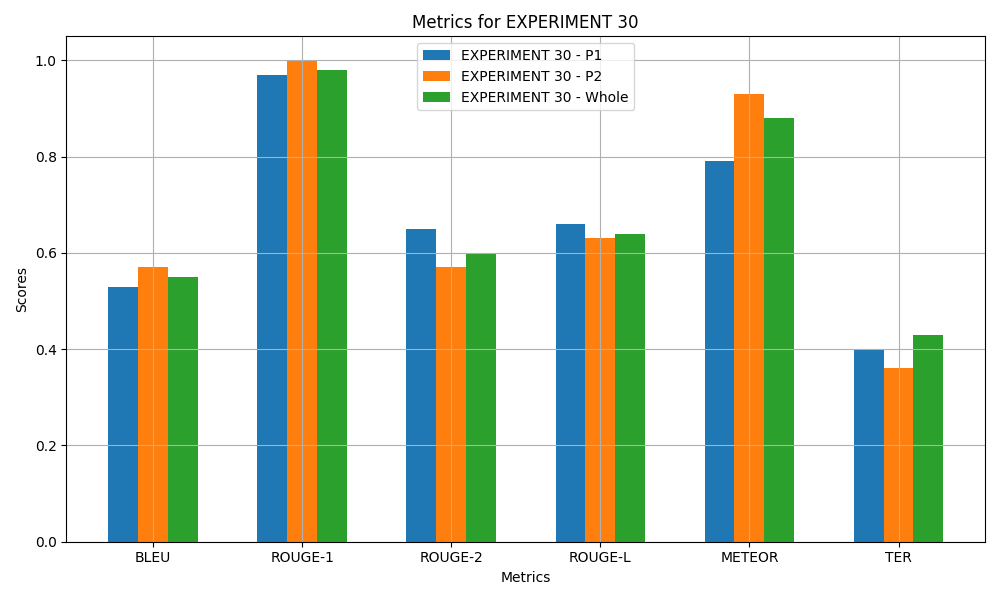 Metrics for EXPERIMENT 30
EXPERIMENT 30 - P1
EXPERIMENT 30 - P2
EXPERIMENT 30 - Whole
1.0
0.8
0.6
0.4
0.2
0.0
Scores
BLEU ROUGE-1 ROUGE-2 ROUGE-L METEOR TER
Metrics